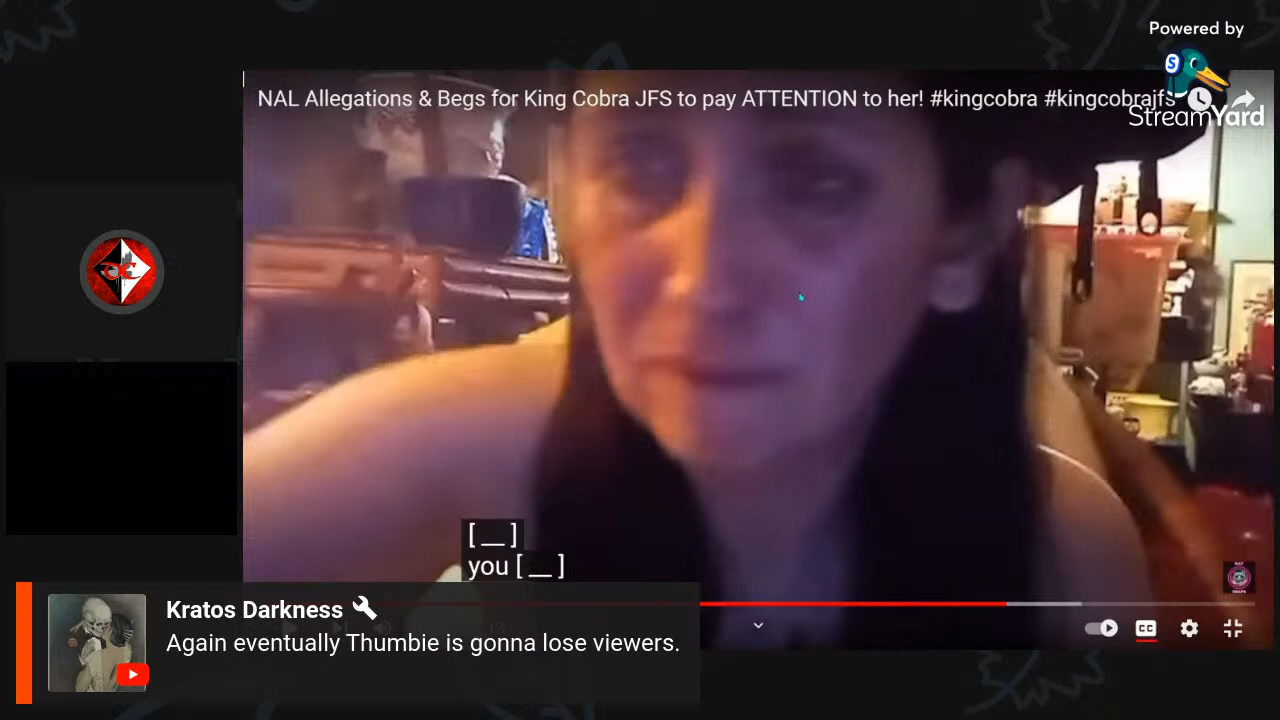 Powered by
StreamYard
NAL Allegations & Begs for King Cobra JFS to pay ATTENTION to her! #kingcobra #kingcobrajfs
[ __ ]
you [ __ ]
Kratos Darkness
Again eventually Thumbie is gonna lose viewers.
CC